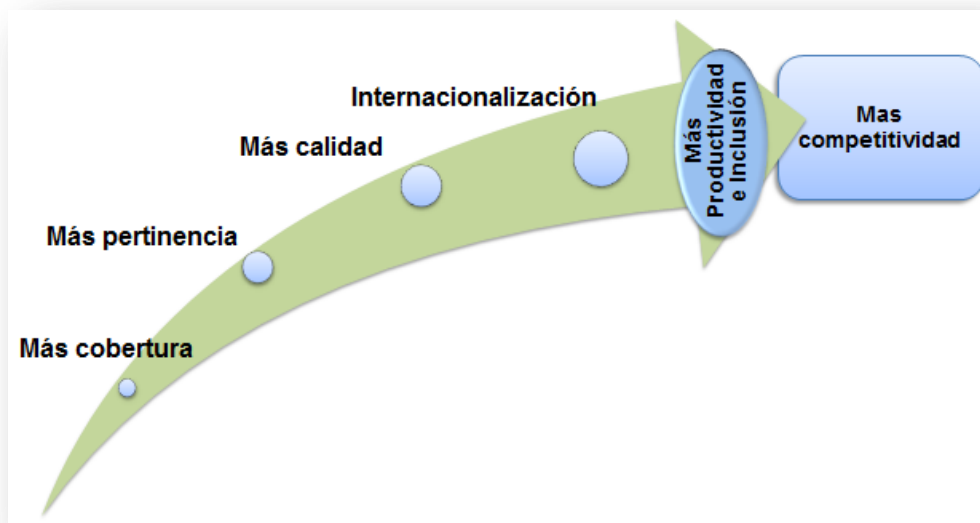 Internacionalización
Más calidad
Más pertinencia
Más cobertura
Más
Productividad
e Inclusión
Mas
competitividad